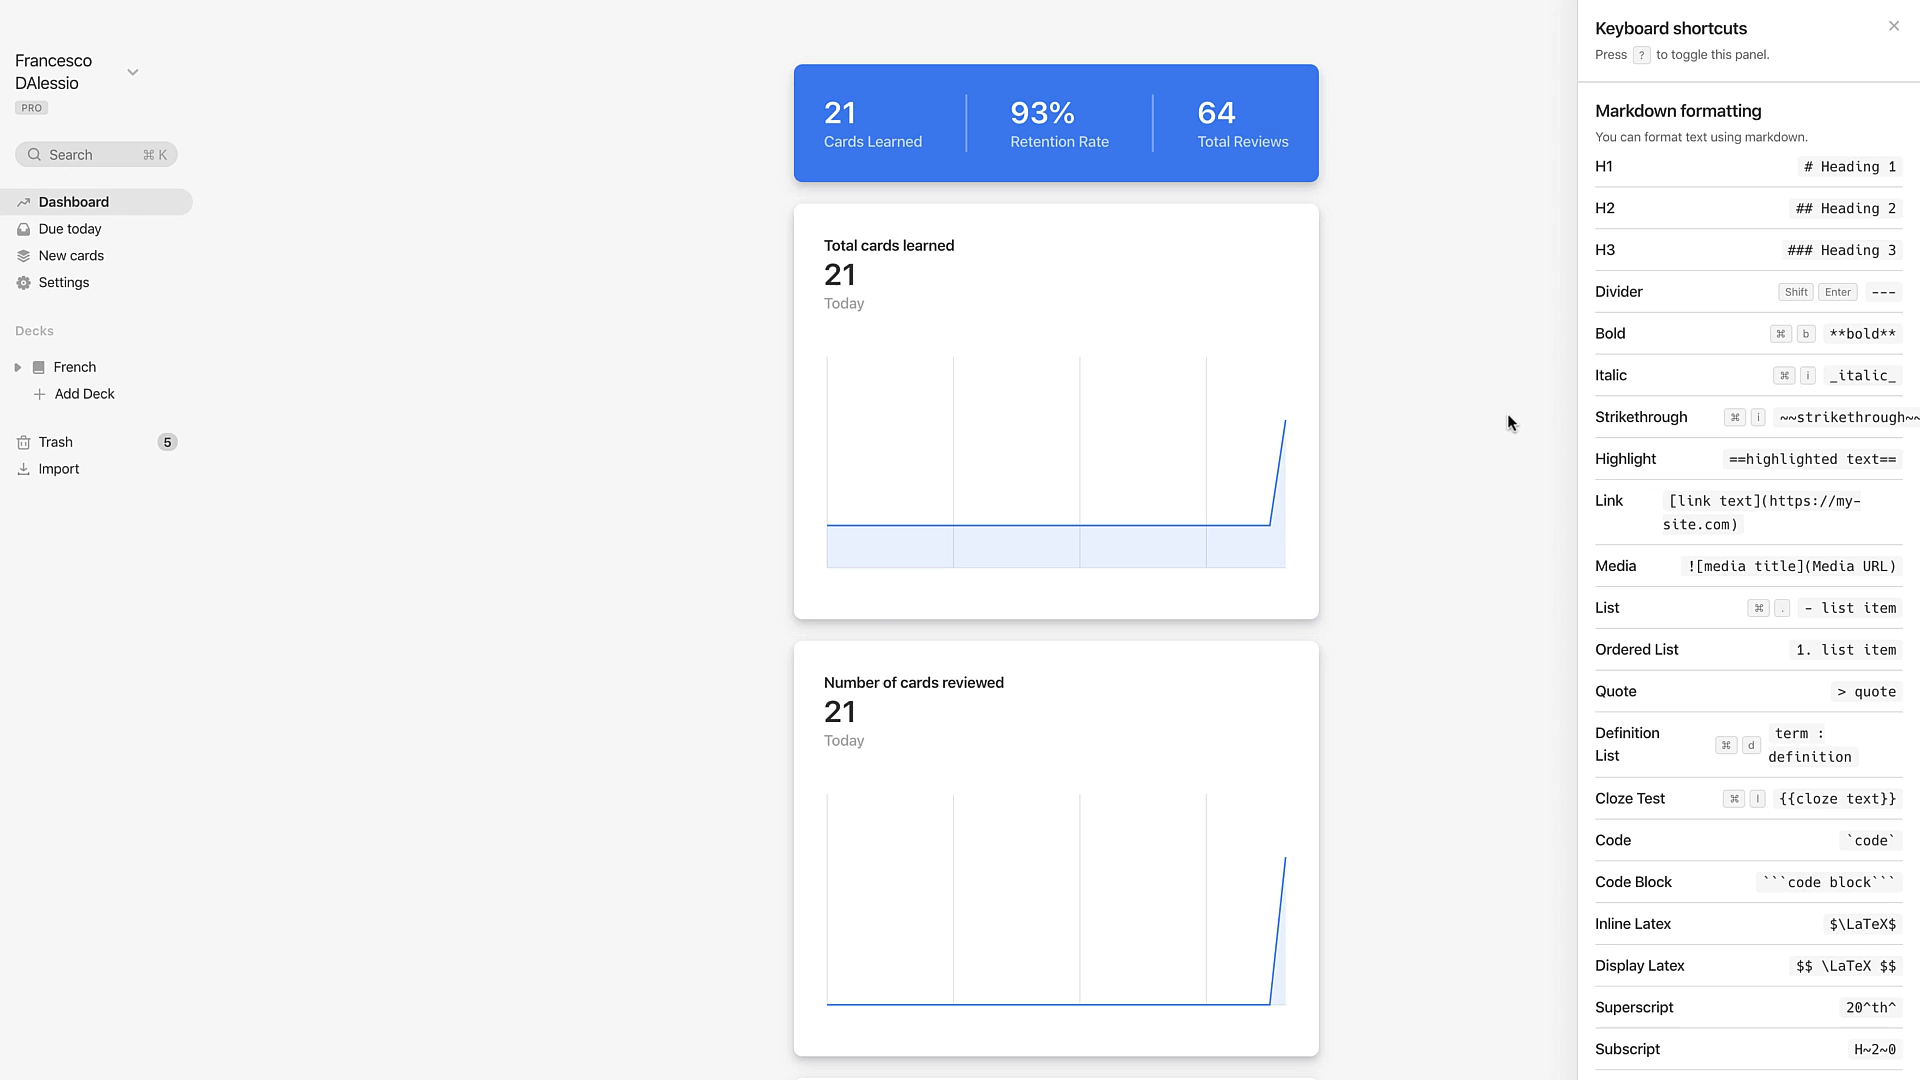 Francesco
DAlessio
PRO
Search ⌘ K
Dashboard
Due today
New cards
Settings
Decks
French
Add Deck
Trash 5
Import
21 93% 64
Cards Learned Retention Rate Total Reviews
Total cards learned
21
Today
Number of cards reviewed
21
Today
Keyboard shortcuts
Press ? to toggle this panel.
Markdown formatting
You can format text using markdown.
H1 # Heading 1
H2 ## Heading 2
H3 ### Heading 3
Divider Shift Enter ---
Bold ⌘ b **bold**
Italic ⌘ i _italic_
Strikethrough ⌘ i ~~strikethrough~~
Highlight ==highlighted text==
Link [link text](https://my-
site.com)
Media ![media title](Media URL)
List ⌘ . - list item
Ordered List 1. list item
Quote > quote
Definition
List ⌘ d term :
definition
Cloze Test ⌘ l {{cloze text}}
Code `code`
Code Block ```code block```
Inline Latex $\LaTeX$
Display Latex $$ \LaTeX $$
Superscript 20^th^
Subscript H~2~0